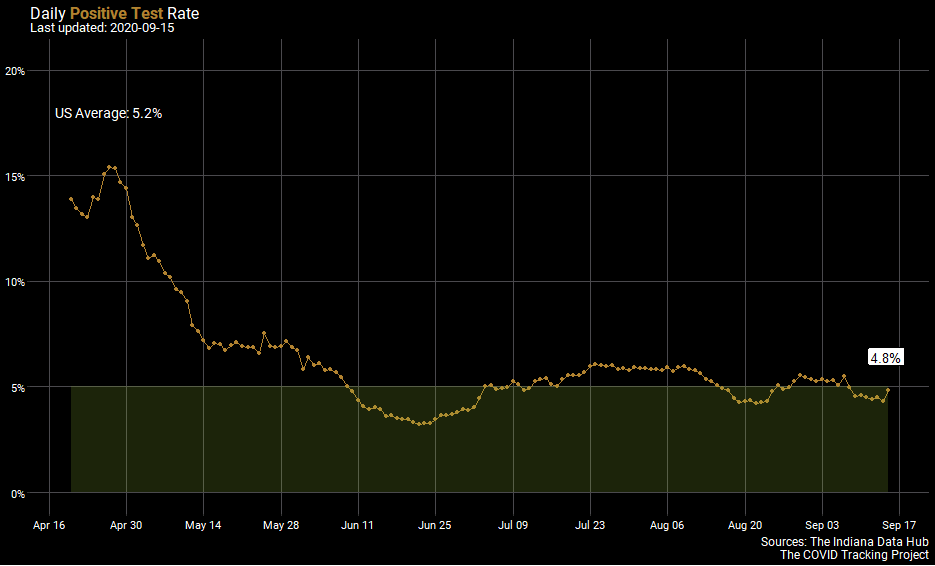 Daily Positive Test Rate
Last updated: 2020-09-15
20%
US Average: 5.2%
15%
10%
4.8%
5%
0%
Apr 16 Apr 30 May 14 May 28 Jun 11 Jun 25 Jul 09 Jul 23 Aug 06 Aug 20 Sep 03 Sep 17
Sources: The Indiana Data Hub
The COVID Tracking Project